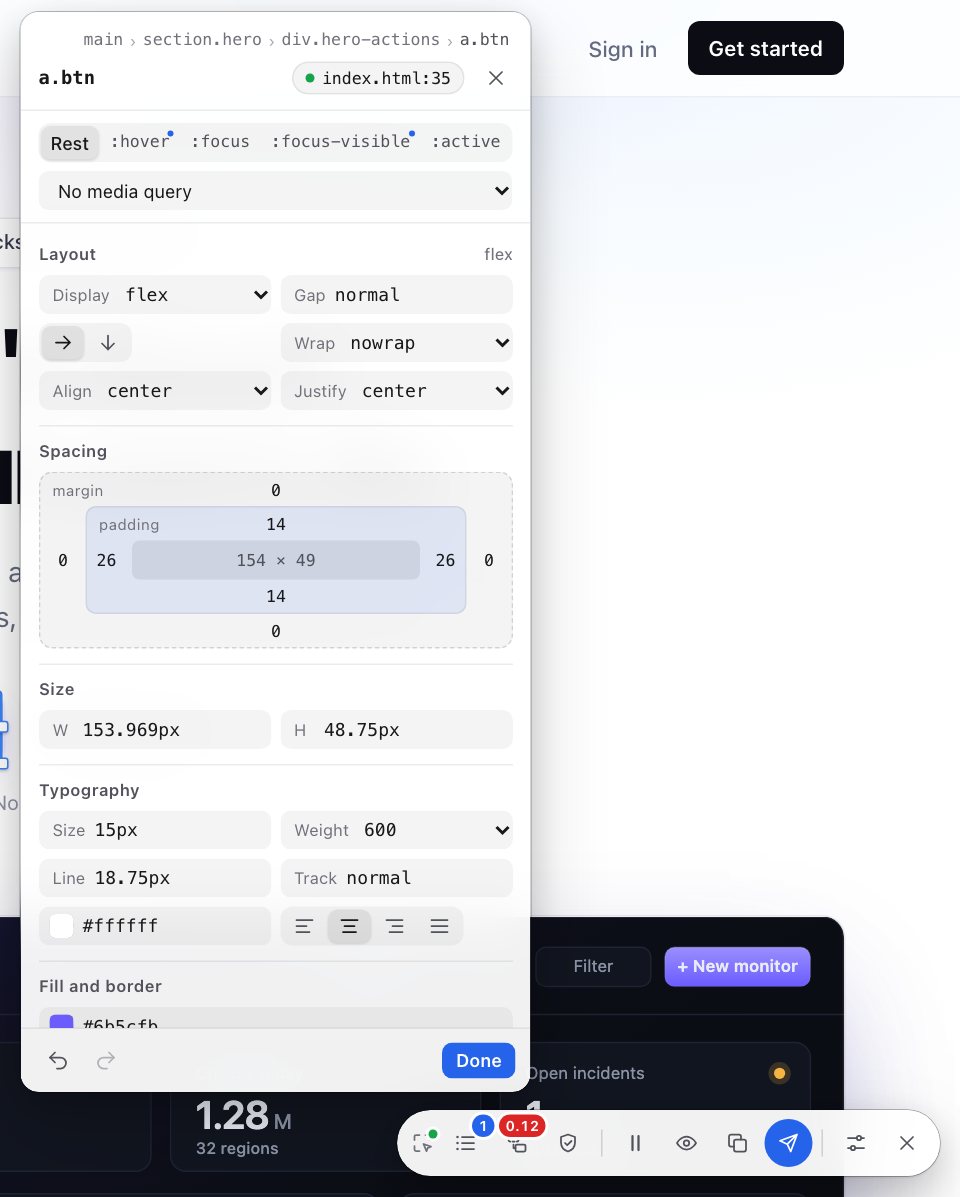 main › section.hero › div.hero-actions › a.btn
Sign in
Get started
a.btn
index.html:35
Rest :hover :focus :focus-visible :active
No media query
Layout flex
Display flex
Gap normal
Wrap nowrap
Align center
Justify center
Spacing
margin 0
padding 14
0 26 154 × 49 26 0
14
0
Size
W 153.969px
H 48.75px
Typography
Size 15px
Weight 600
Line 18.75px
Track normal
#ffffff
Fill and border
#6b5cfb
Done
No
Filter
+ New monitor
Open incidents
1.28 M
32 regions
1
0.12